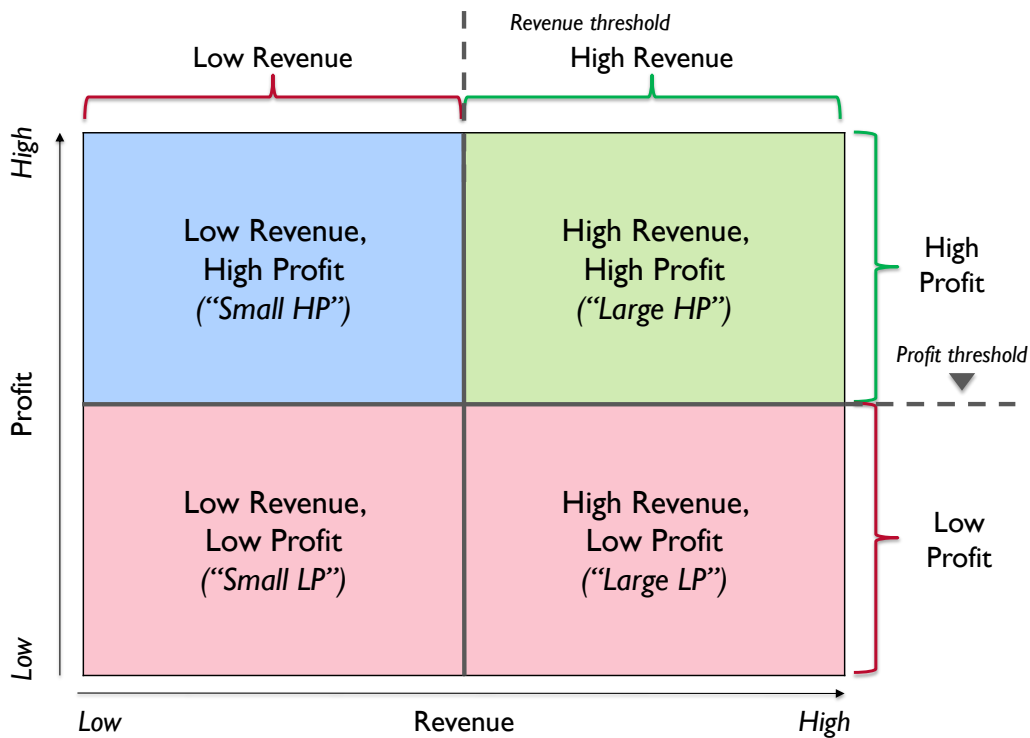 Revenue threshold
Low Revenue
High Revenue
High
Low Revenue,
High Profit
(“Small HP”)
High Revenue,
High Profit
(“Large HP”)
High
Profit
Profit threshold
Profit
Low Revenue,
Low Profit
(“Small LP”)
High Revenue,
Low Profit
(“Large LP”)
Low
Profit
Low
Low
Revenue
High